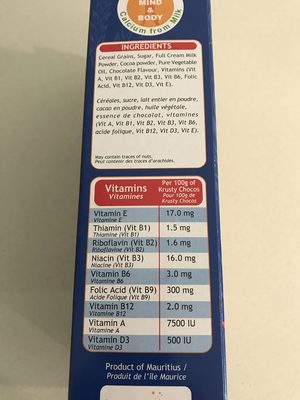 MIND &
BODY
Calcium from Milk
INGREDIENTS
Cereal Grains, Sugar, Full Cream Milk
Powder, Cocoa powder, Pure Vegetable
Oil, Chocolate Flavour, Vitamins (Vit
A, Vit B1, Vit B2, Vit B3, Vit B6, Folic
Acid, Vit B12, Vit D3, Vit E).
Céréales, sucre, lait entier en poudre,
cacao en poudre, huile végétale,
essence de chocolat, vitamines
(Vit A, Vit B1, Vit B2, Vit B3, Vit B6,
acide folique, Vit B12, Vit D3, Vit E).
May contain traces of nuts.
Peut contenir des traces d'arachides.
Vitamins
Vitamines
Per 100g of
Krusty Chocos
Pour 100g de
Krusty Chocos
Vitamin E 17.0 mg
Vitamine E
Thiamin (Vit B1) 1.5 mg
Thiamine (Vit B1)
Riboflavin (Vit B2) 1.6 mg
Riboflavine (Vit B2)
Niacin (Vit B3) 16.0 mg
Niacine (Vit B3)
Vitamin B6 3.0 mg
Vitamine B6
Folic Acid (Vit B9) 300 mg
Acide Folique (Vit B9)
Vitamin B12 2.0 mg
Vitamine B12
Vitamin A 7500 IU
Vitamine A
Vitamin D3 500 IU
Vitamine D3
Product of Mauritius /
Produit de l'île Maurice